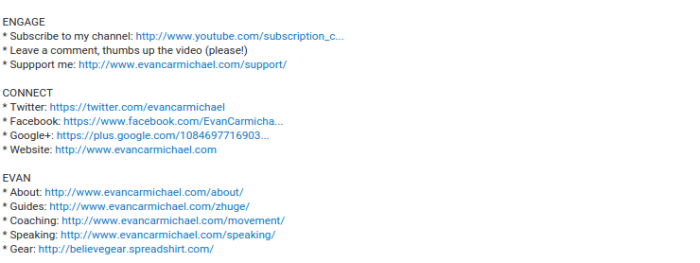 ENGAGE
* Subscribe to my channel: http://www.youtube.com/subscription_c...
* Leave a comment, thumbs up the video (please!)
* Suppport me: http://www.evancarmichael.com/support/
CONNECT
* Twitter: https://twitter.com/evancarmichael
* Facebook: https://www.facebook.com/EvanCarmicha...
* Google+: https://plus.google.com/1084697716903...
* Website: http://www.evancarmichael.com
EVAN
* About: http://www.evancarmichael.com/about/
* Guides: http://www.evancarmichael.com/zhuge/
* Coaching: http://www.evancarmichael.com/movement/
* Speaking: http://www.evancarmichael.com/speaking/
* Gear: http://believegear.spreadshirt.com/